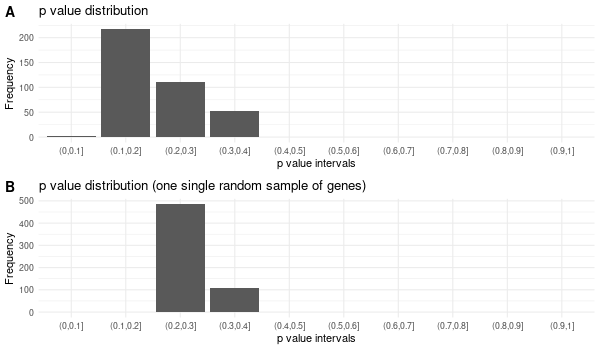 A
p value distribution
Frequency
200
150
100
50
0
(0,0.1] (0.1,0.2] (0.2,0.3] (0.3,0.4] (0.4,0.5] (0.5,0.6] (0.6,0.7] (0.7,0.8] (0.8,0.9] (0.9,1]
p value intervals
B
p value distribution (one single random sample of genes)
Frequency
500
400
300
200
100
0
(0,0.1] (0.1,0.2] (0.2,0.3] (0.3,0.4] (0.4,0.5] (0.5,0.6] (0.6,0.7] (0.7,0.8] (0.8,0.9] (0.9,1]
p value intervals